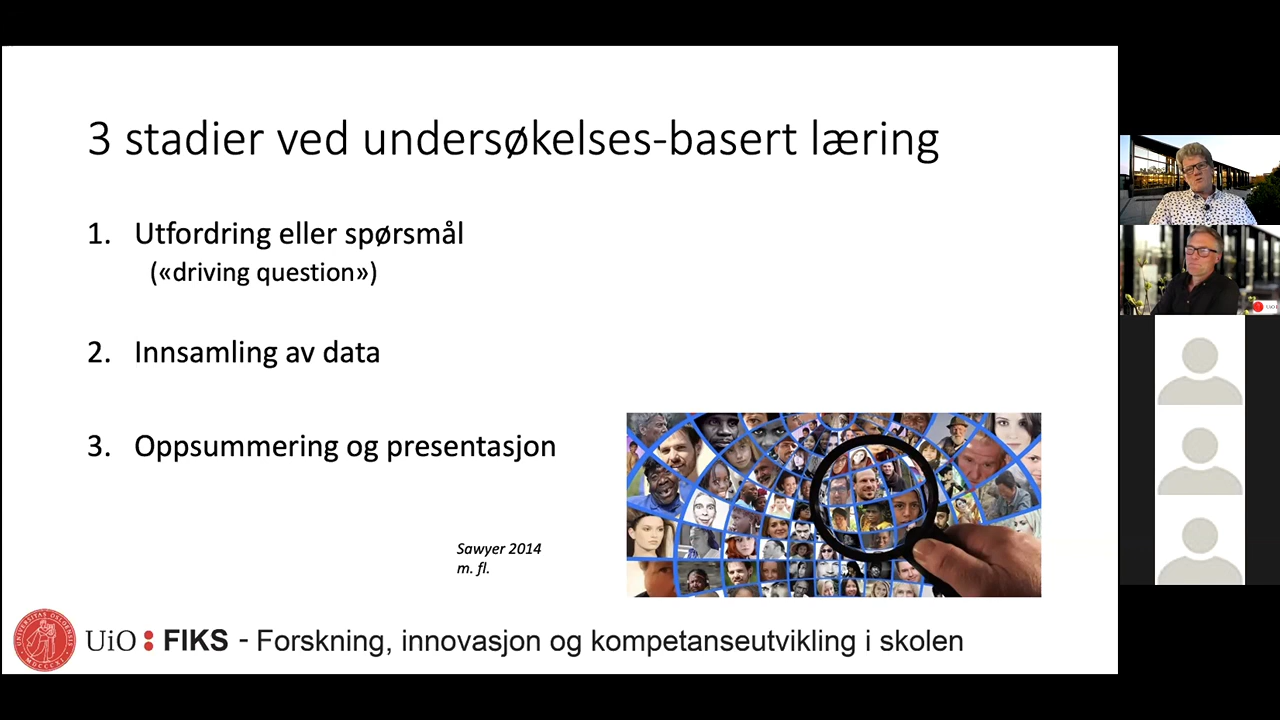 3 stadier ved undersøkelses-basert læring
1. Utfordring eller spørsmål
(«driving question»)
2. Innsamling av data
3. Oppsummering og presentasjon
Sawyer 2014
m. fl.
UiO : FIKS - Forskning, innovasjon og kompetanseutvikling i skolen